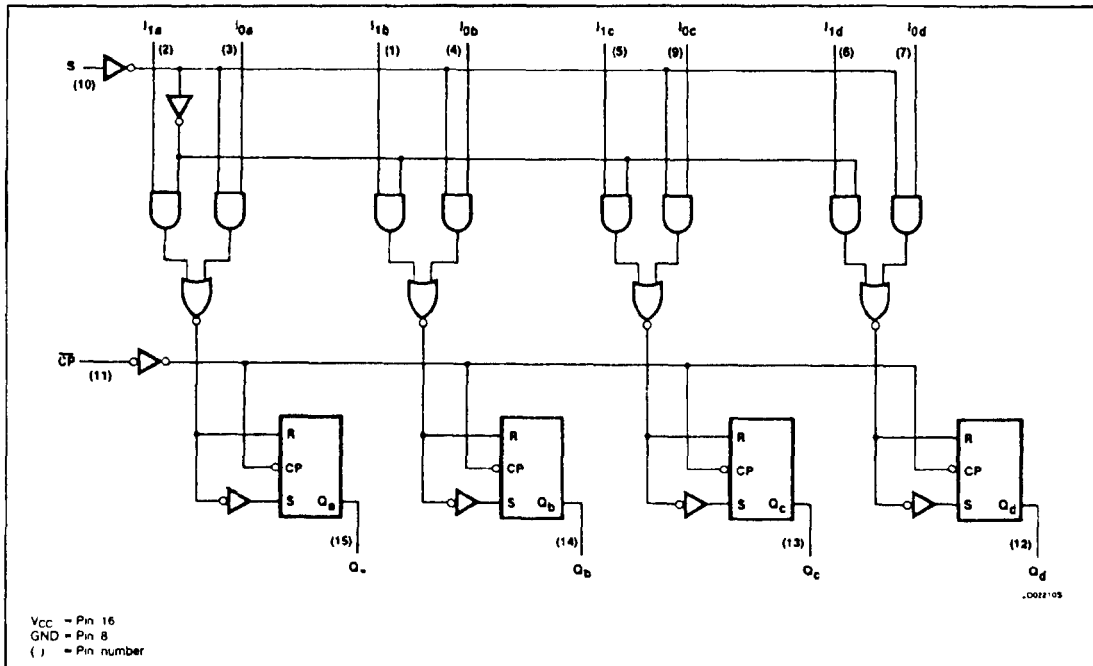 I1a I0a I1b I0b I1c I0c I1d I0d
(2) (3) (1) (4) (5) (9) (6) (7)
S
(10)
CP
(11)
R R R R
CP CP CP CP
S Qa S Qb S Qc S Qd
(15) (14) (13) (12)
Qb Qc Qd
VCC = Pin 16
GND = Pin 8
( ) = Pin number